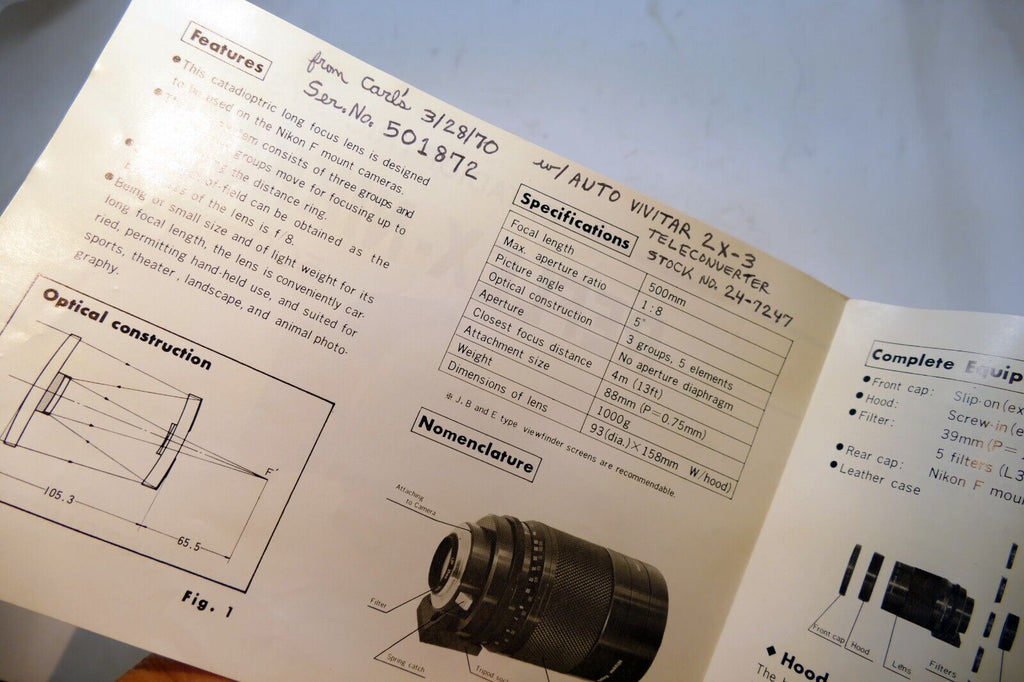 Features
from Carl's 3/28/70
Ser. No. 501872
• This catadioptric long focus lens is designed
to be used on the Nikon F mount cameras.
consists of three groups and
groups move for focusing up to
the distance ring.
of-field can be obtained as the
of the lens is f/8.
• Being of small size and of light weight for its
long focal length, the lens is conveniently car-
ried, permitting hand-held use, and suited for
sports, theater, landscape, and animal photo-
graphy.
Optical construction
F'
105.3
65.5
Fig. 1
w/ AUTO VIVITAR 2X-3
TELECONVERTER
STOCK NO. 24-7247
Specifications
Focal length 500mm
Max. aperture ratio 1 : 8
Picture angle 5°
Optical construction 3 groups, 5 elements
Aperture No aperture diaphragm
Closest focus distance 4m (13ft)
Attachment size 88mm (P=0.75mm)
Weight 1000g
Dimensions of lens 93(dia.)×158mm W/hood)
※ J, B and E type viewfinder screens are recommendable.
Nomenclature
Attaching
to Camera
Filter
Spring catch
Tripod
Complete Equip
• Front cap: Slip-on (ex
• Hood: Screw-in (e
• Filter: 39mm (P=
5 filters (L3
• Rear cap: Nikon F mou
• Leather case
Front cap
Hood
Lens
Filters
◆ Hood
The